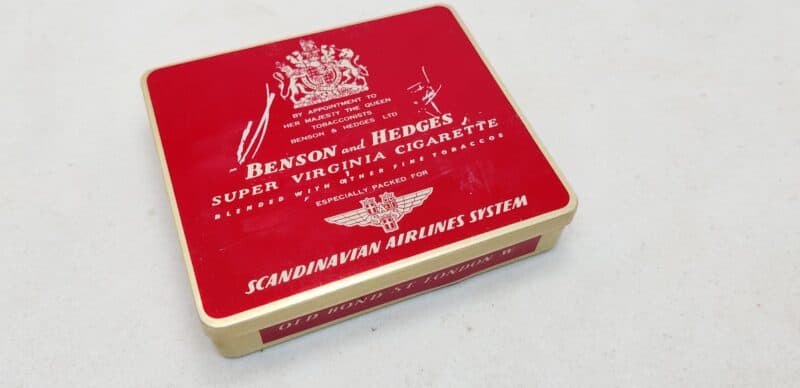 BY APPOINTMENT TO
HER MAJESTY THE QUEEN
TOBACCONISTS
BENSON & HEDGES LTD
BENSON and HEDGES
SUPER VIRGINIA CIGARETTE
BLENDED WITH OTHER FINE TOBACCOS
ESPECIALLY PACKED FOR
SCANDINAVIAN AIRLINES SYSTEM
OLD BOND ST LONDON W